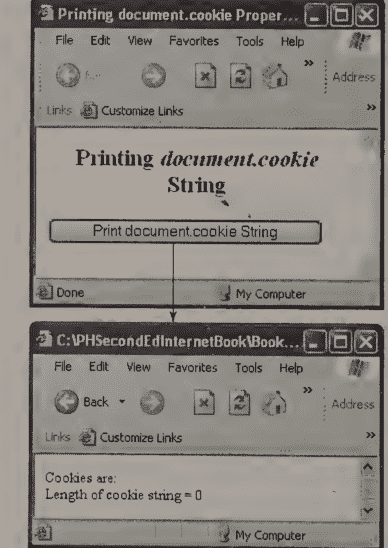 Printing document.cookie Proper...
File Edit View Favorites Tools Help
»
Address
Links Customize Links »
Printing document.cookie
String
Print document.cookie String
Done My Computer
C:\PHSecondEdInternetBook\Book...
File Edit View Favorites Tools Help
»
Back Address
Links Customize Links »
Cookies are:
Length of cookie string = 0
My Computer